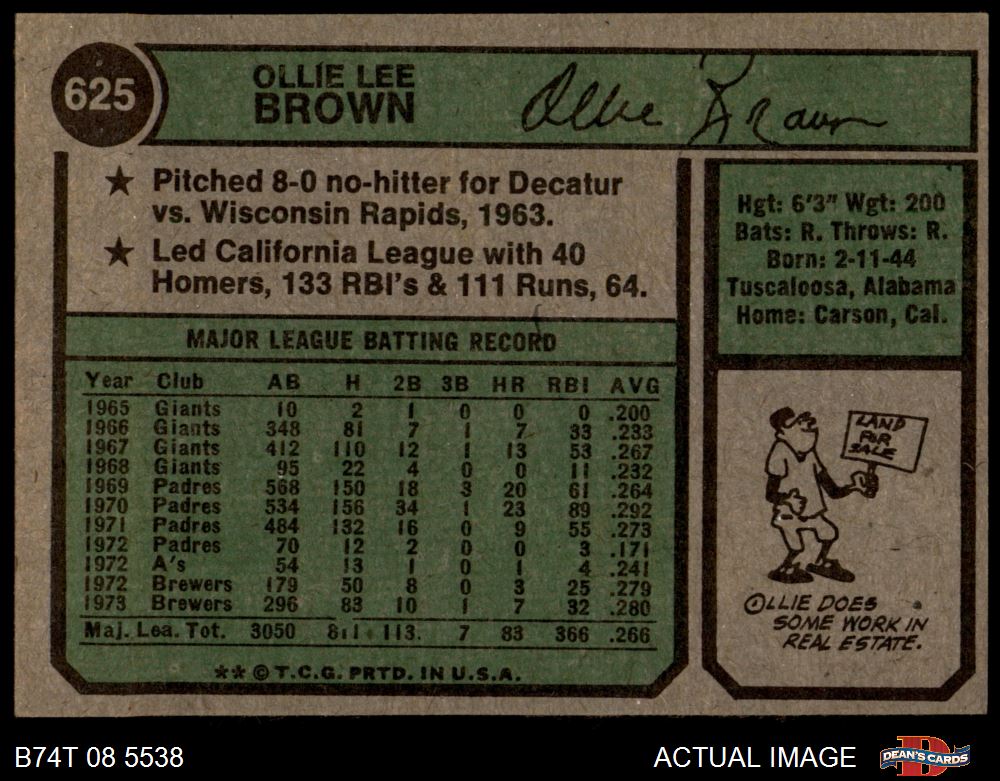 625
OLLIE LEE
BROWN
Ollie Brown
★ Pitched 8-0 no-hitter for Decatur
vs. Wisconsin Rapids, 1963.
★ Led California League with 40
Homers, 133 RBI's & 111 Runs, 64.
Hgt: 6'3" Wgt: 200
Bats: R. Throws: R.
Born: 2-11-44
Tuscaloosa, Alabama
Home: Carson, Cal.
MAJOR LEAGUE BATTING RECORD
Year Club AB H 2B 3B HR RBI AVG
1965 Giants 10 2 1 0 0 0 .200
1966 Giants 348 81 7 1 7 33 .233
1967 Giants 412 110 12 1 13 53 .267
1968 Giants 95 22 4 0 0 11 .232
1969 Padres 568 150 18 3 20 61 .264
1970 Padres 534 156 34 1 23 89 .292
1971 Padres 484 132 16 0 9 55 .273
1972 Padres 70 12 2 0 0 3 .171
1972 A's 54 13 1 0 1 4 .241
1972 Brewers 179 50 8 0 3 25 .279
1973 Brewers 296 83 10 1 7 32 .280
Maj. Lea. Tot. 3050 811 113. 7 83 366 .266
**© T.C.G. PRTD. IN U.S.A.
LAND
FOR
SALE
OLLIE DOES
SOME WORK IN
REAL ESTATE.
B74T 08 5538
ACTUAL IMAGE
DEAN'S CARDS